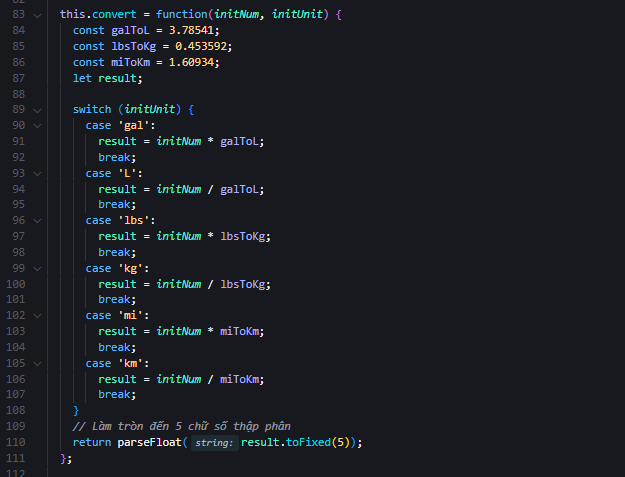 83 this.convert = function(initNum, initUnit) {
84 const galToL = 3.78541;
85 const lbsToKg = 0.453592;
86 const miToKm = 1.60934;
87 let result;
88
89 switch (initUnit) {
90 case 'gal':
91 result = initNum * galToL;
92 break;
93 case 'L':
94 result = initNum / galToL;
95 break;
96 case 'lbs':
97 result = initNum * lbsToKg;
98 break;
99 case 'kg':
100 result = initNum / lbsToKg;
101 break;
102 case 'mi':
103 result = initNum * miToKm;
104 break;
105 case 'km':
106 result = initNum / miToKm;
107 break;
108 }
109 // Làm tròn đến 5 chữ số thập phân
110 return parseFloat(string: result.toFixed(5));
111 };
112